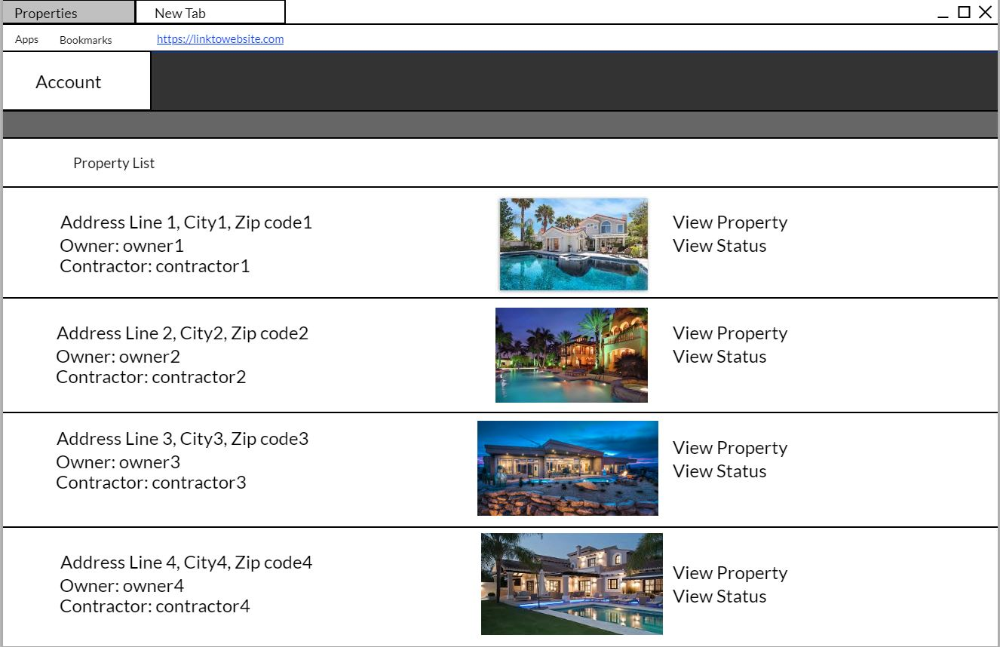 Properties
New Tab
Apps
Bookmarks
https://linktowebsite.com
Account
Property List
Address Line 1, City1, Zip code1
Owner: owner1
Contractor: contractor1
View Property
View Status
Address Line 2, City2, Zip code2
Owner: owner2
Contractor: contractor2
View Property
View Status
Address Line 3, City3, Zip code3
Owner: owner3
Contractor: contractor3
View Property
View Status
Address Line 4, City4, Zip code4
Owner: owner4
Contractor: contractor4
View Property
View Status